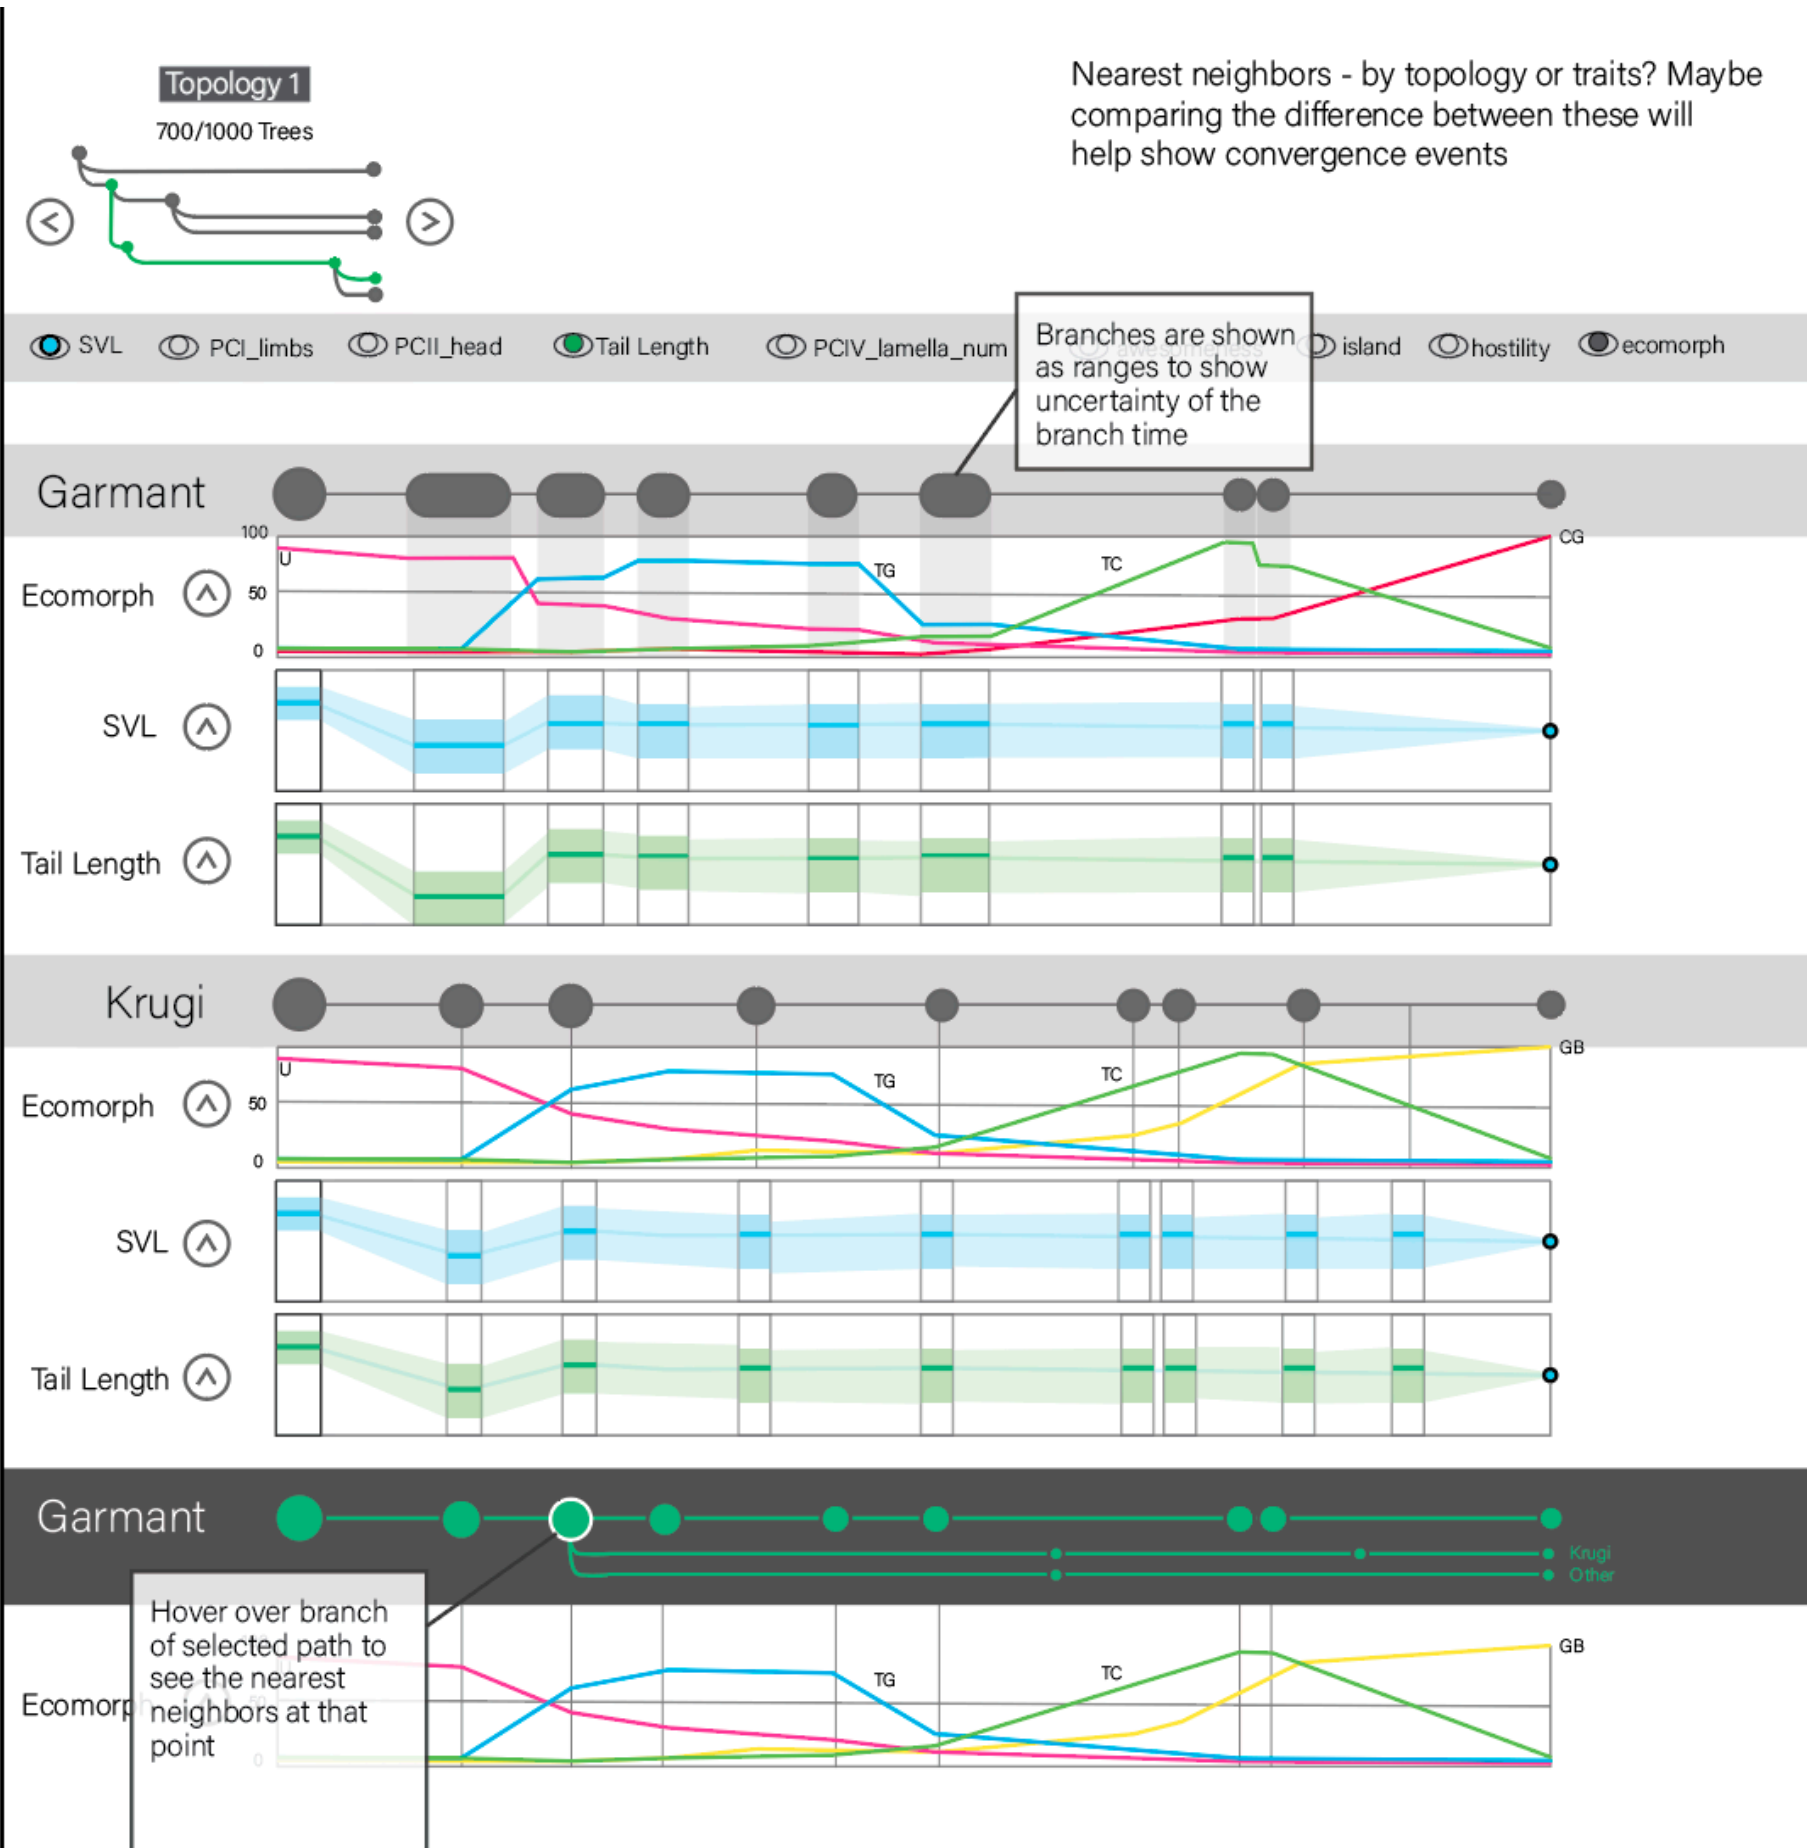 Topology 1
700/1000 Trees
Nearest neighbors - by topology or traits? Maybe
comparing the difference between these will
help show convergence events
<
>
SVL
PCI_limbs
PCII_head
Tail Length
PCIV_lamella_num
awesomeness
island
hostility
ecomorph
Branches are shown
as ranges to show
uncertainty of the
branch time
Garmant
100
50
0
U
TG
TC
CG
Ecomorph
SVL
Tail Length
Krugi
50
0
U
TG
TC
GB
Ecomorph
SVL
Tail Length
Garmant
Krugi
Other
Hover over branch
of selected path to
see the nearest
neighbors at that
point
Ecomorph
50
0
U
TG
TC
GB